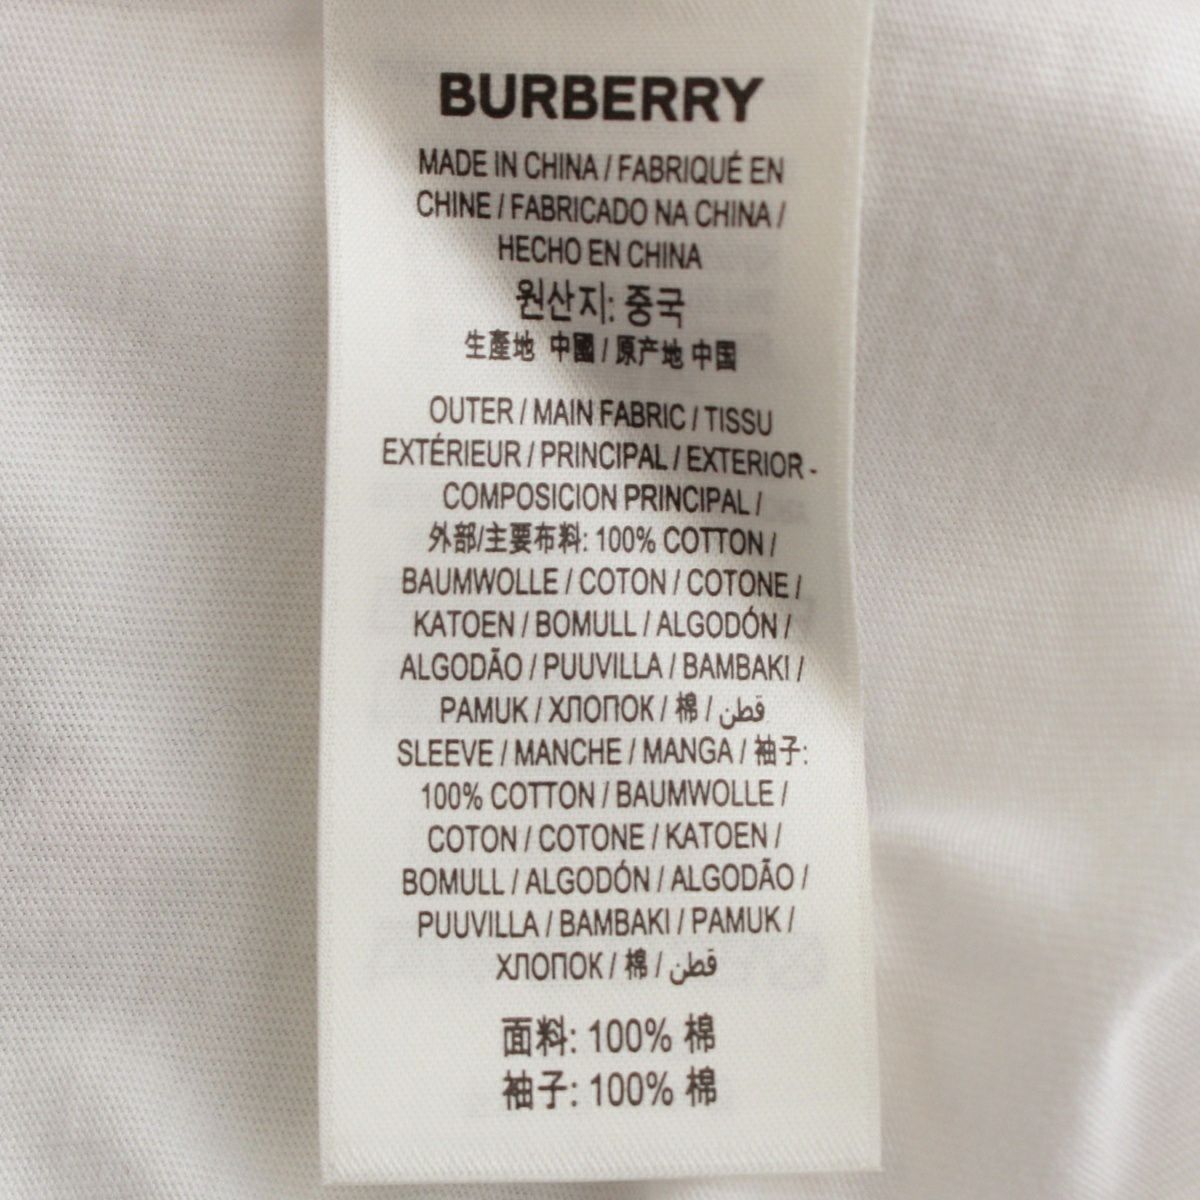 BURBERRY
MADE IN CHINA / FABRIQUÉ EN
CHINE / FABRICADO NA CHINA /
HECHO EN CHINA
원산지: 중국
生產地 中國 / 原产地 中国
OUTER / MAIN FABRIC / TISSU
EXTÉRIEUR / PRINCIPAL / EXTERIOR -
COMPOSICION PRINCIPAL /
外部/主要布料: 100% COTTON /
BAUMWOLLE / COTON / COTONE /
KATOEN / BOMULL / ALGODÓN /
ALGODÃO / PUUVILLA / BAMBAKI /
PAMUK / ХЛОПОК / 棉 / قطن
SLEEVE / MANCHE / MANGA / 袖子:
100% COTTON / BAUMWOLLE /
COTON / COTONE / KATOEN /
BOMULL / ALGODÓN / ALGODÃO /
PUUVILLA / BAMBAKI / PAMUK /
ХЛОПОК / 棉 / قطن
面料: 100% 棉
袖子: 100% 棉